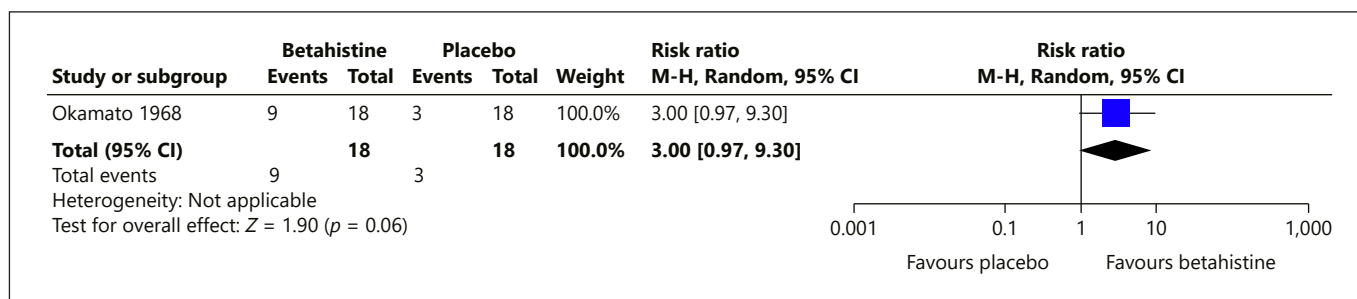 Betahistine Placebo Risk ratio Risk ratio
Study or subgroup Events Total Events Total Weight M-H, Random, 95% CI M-H, Random, 95% CI
Okamato 1968 9 18 3 18 100.0% 3.00 [0.97, 9.30]
Total (95% CI) 18 18 100.0% 3.00 [0.97, 9.30]
Total events 9 3
Heterogeneity: Not applicable
Test for overall effect: Z = 1.90 (p = 0.06)
0.001 0.1 1 10 1,000
Favours placebo Favours betahistine